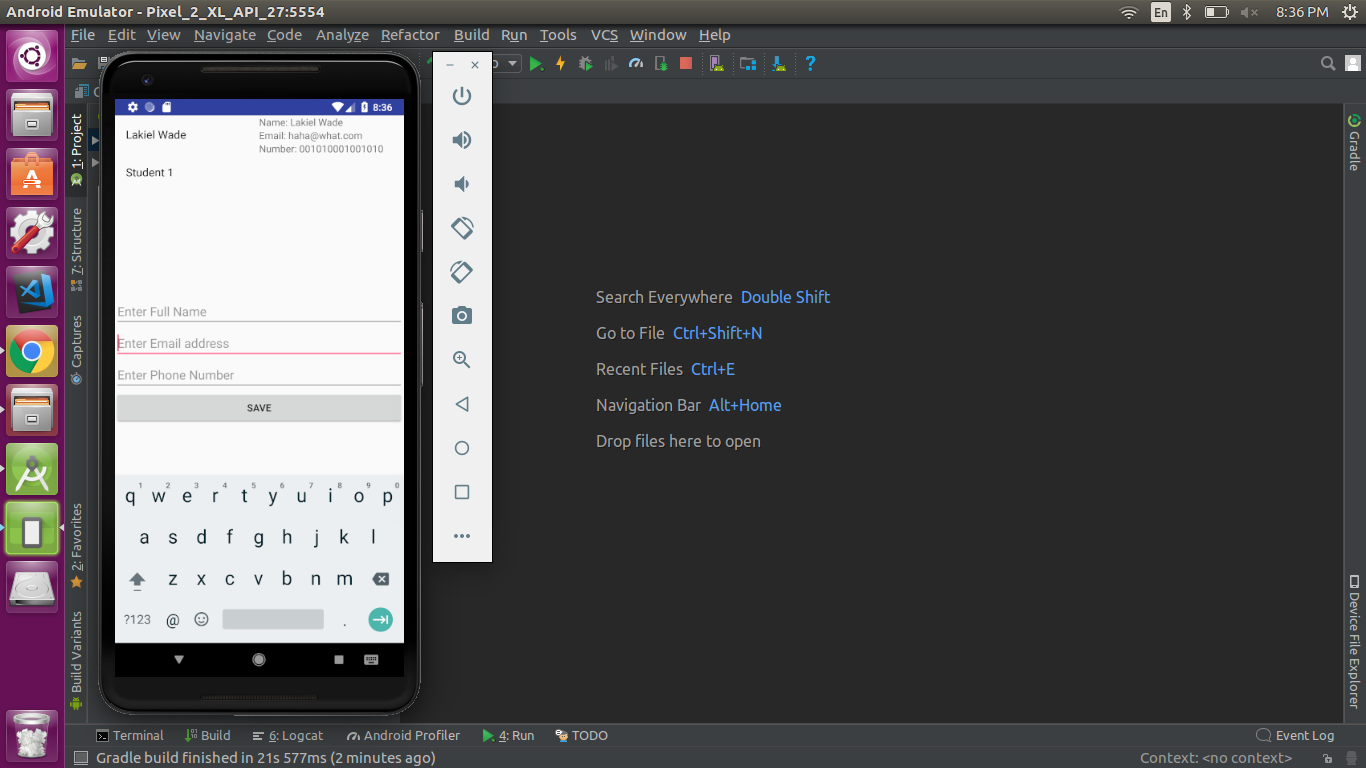 Android Emulator - Pixel_2_XL_API_27:5554
En
8:36 PM
File Edit View Navigate Code Analyze Refactor Build Run Tools VCS Window Help
1: Project
7: Structure
Captures
2: Favorites
Build Variants
8:36
Lakiel Wade
Name: Lakiel Wade
Email: haha@what.com
Number: 001010001001010
Student 1
Enter Full Name
Enter Email address
Enter Phone Number
SAVE
1 2 3 4 5 6 7 8 9 0
q w e r t y u i o p
a s d f g h j k l
z x c v b n m
?123 @ .
Search Everywhere Double Shift
Go to File Ctrl+Shift+N
Recent Files Ctrl+E
Navigation Bar Alt+Home
Drop files here to open
Gradle
Device File Explorer
Terminal Build 6: Logcat Android Profiler 4: Run TODO Event Log
Gradle build finished in 21s 577ms (2 minutes ago) Context: <no context>